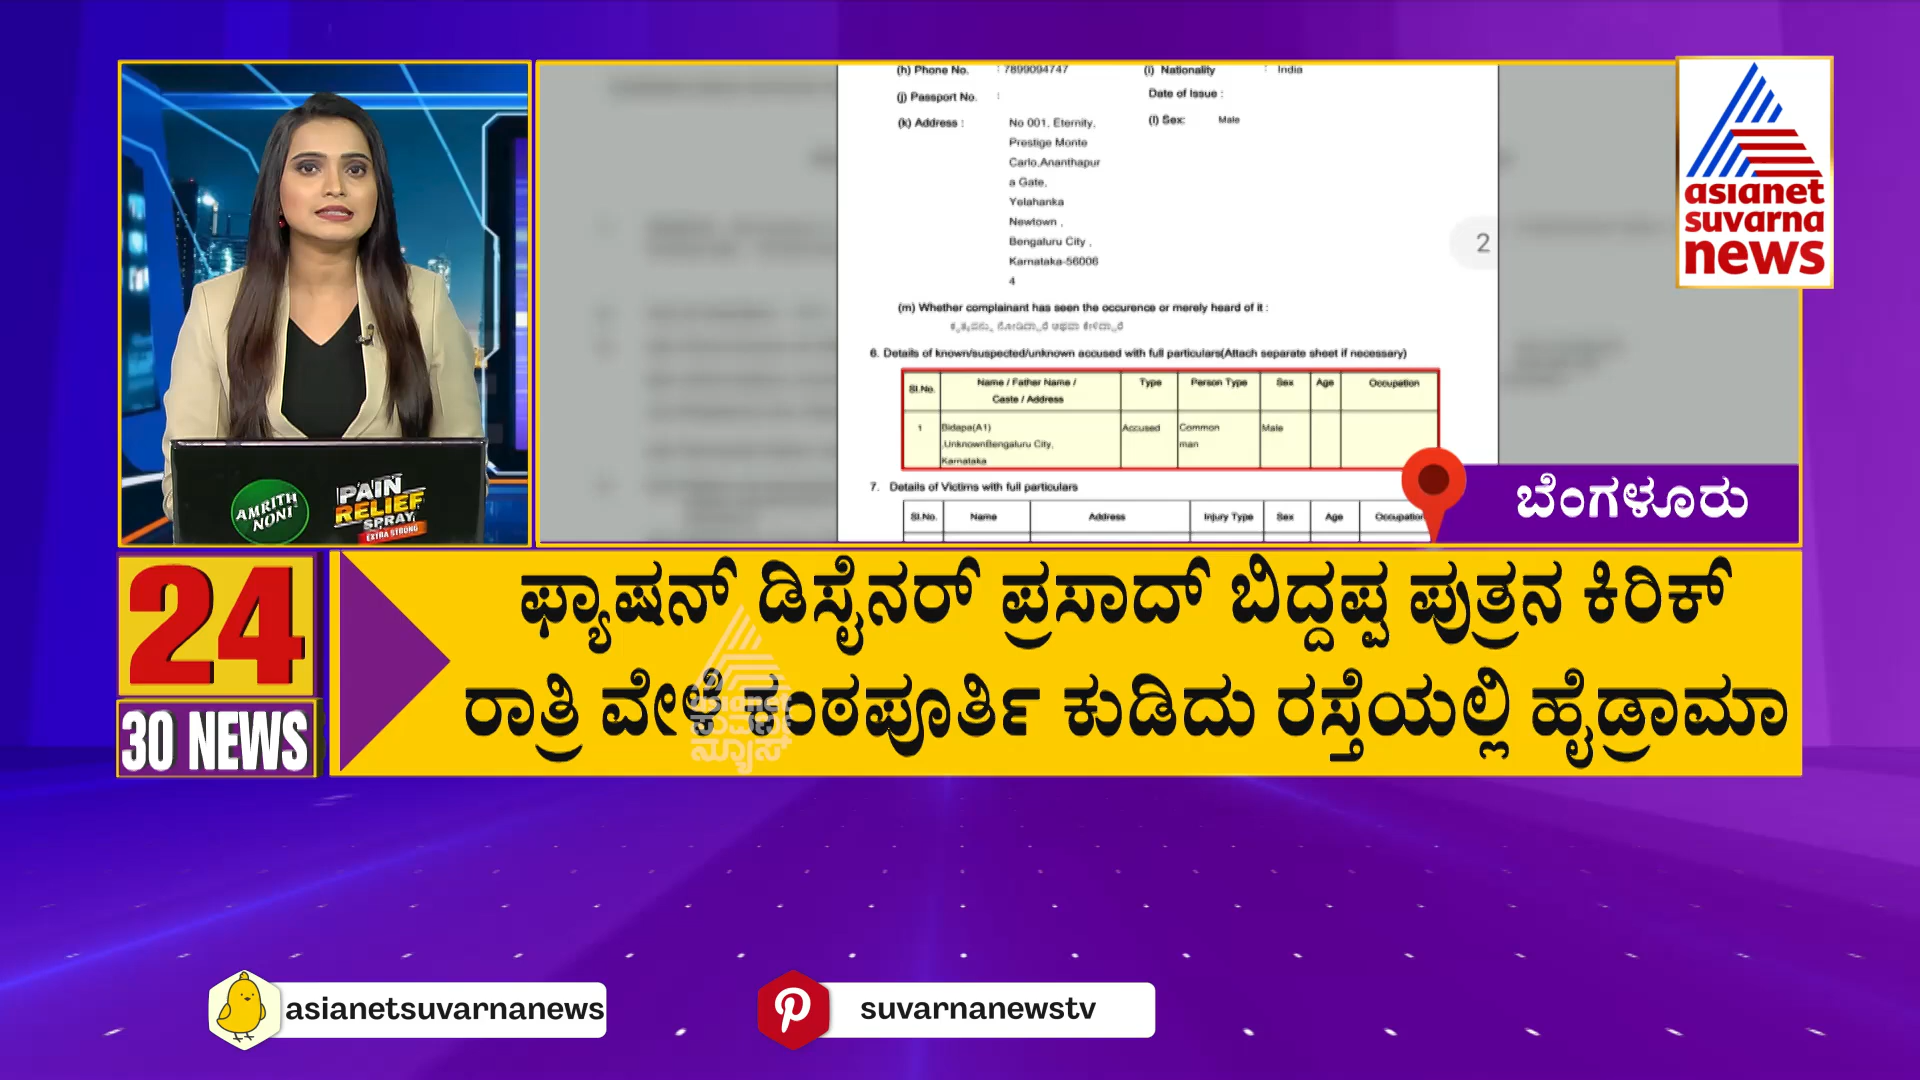 (h) Phone No. : 7899094747 (i) Nationality : India
(j) Passport No. : Date of Issue :
(k) Address : No 001, Eternity, (l) Sex: Male
Prestige Monte
Carlo,Ananthapur
a Gate,
Yelahanka
Newtown ,
Bengaluru City ,
Karnataka-56006
4
(m) Whether complainant has seen the occurence or merely heard of it :
6. Details of known/suspected/unknown accused with full particulars(Attach separate sheet if necessary)
Sl.No. Name / Father Name / Caste / Address Type Person Type Sex Age Occupation
1 Bidapa(A1) Accused Common man Male
,UnknownBengaluru City,
Karnataka
7. Details of Victims with full particulars
Sl.No. Name Address Injury Type Sex Age Occupation
2
asianet
suvarna
news
AMRITH
NONI
PAIN
RELIEF
SPRAY
EXTRA STRONG
ಬೆಂಗಳೂರು
24
30 NEWS
ಫ್ಯಾಷನ್ ಡಿಸೈನರ್ ಪ್ರಸಾದ್ ಬಿದ್ದಪ್ಪ ಪುತ್ರನ ಕಿರಿಕ್
ರಾತ್ರಿ ವೇಳೆ ಕಂಠಪೂರ್ತಿ ಕುಡಿದು ರಸ್ತೆಯಲ್ಲಿ ಹೈಡ್ರಾಮಾ
asianetsuvarnanews
suvarnanewstv